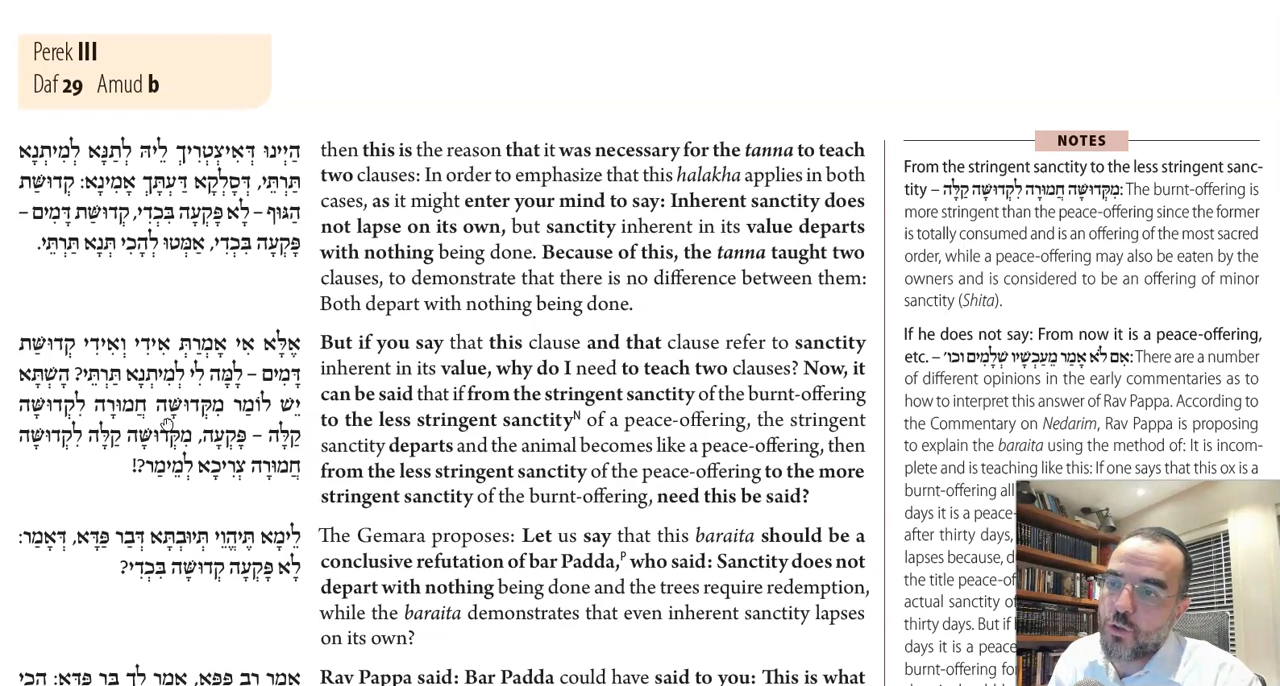 Perek III
Daf 29 Amud b
הַיְינוּ דְּאִיצְטְרִיךְ לֵיהּ לְתַנָּא לְמִיתְנָא
תַּרְתֵּי, דְּסָלְקָא דַּעְתָּךְ אָמֵינָא: קְדוּשַּׁת
הַגּוּף – לָא פָּקְעָה בִּכְדִי, קְדוּשַּׁת דָּמִים –
פָּקְעָה בִּכְדִי, אַמְּטוּ לְהָכִי תְּנָא תַּרְתֵּי.
then this is the reason that it was necessary for the tanna to teach
two clauses: In order to emphasize that this halakha applies in both
cases, as it might enter your mind to say: Inherent sanctity does
not lapse on its own, but sanctity inherent in its value departs
with nothing being done. Because of this, the tanna taught two
clauses, to demonstrate that there is no difference between them:
Both depart with nothing being done.
אֶלָּא אִי אָמְרַתְּ אִידֵי וְאִידֵי קְדוּשַּׁת
דָּמִים – לָמָּה לִי לְמִיתְנָא תַּרְתֵּי? הָשְׁתָּא
יֵשׁ לוֹמַר מִקְּדוּשָּׁה חֲמוּרָה לִקְדוּשָּׁה
קַלָּה – פָּקְעָה, מִקְּדוּשָּׁה קַלָּה לִקְדוּשָּׁה
חֲמוּרָה צְרִיכָא לְמֵימַר?!
But if you say that this clause and that clause refer to sanctity
inherent in its value, why do I need to teach two clauses? Now, it
can be said that if from the stringent sanctity of the burnt-offering
to the less stringent sanctityN of a peace-offering, the stringent
sanctity departs and the animal becomes like a peace-offering, then
from the less stringent sanctity of the peace-offering to the more
stringent sanctity of the burnt-offering, need this be said?
לֵימָא תֶּיהֱוֵי תְּיוּבְתָּא דְּבַר פַּדָּא, דְּאָמַר:
לָא פָּקְעָה קְדוּשָּׁה בִּכְדִי?
The Gemara proposes: Let us say that this baraita should be a
conclusive refutation of bar Padda,P who said: Sanctity does not
depart with nothing being done and the trees require redemption,
while the baraita demonstrates that even inherent sanctity lapses
on its own?
אָמַר רַב פָּפָּא, אָמַר לָךְ בַּר פַּדָּא: הָכִי
Rav Pappa said: Bar Padda could have said to you: This is what
NOTES
From the stringent sanctity to the less stringent sanc-
tity – מִקְּדוּשָּׁה חֲמוּרָה לִקְדוּשָּׁה קַלָּה: The burnt-offering is
more stringent than the peace-offering since the former
is totally consumed and is an offering of the most sacred
order, while a peace-offering may also be eaten by the
owners and is considered to be an offering of minor
sanctity (Shita).
If he does not say: From now it is a peace-offering,
etc. – אִם לֹא אָמַר מֵעַכְשָׁיו שְׁלָמִים וכו׳: There are a number
of different opinions in the early commentaries as to
how to interpret this answer of Rav Pappa. According to
the Commentary on Nedarim, Rav Pappa is proposing
to explain the baraita using the method of: It is incom-
plete and is teaching like this: If one says that this ox is a
burnt-offering all
days it is a peace-
after thirty days,
lapses because, d
the title peace-of
actual sanctity of
thirty days. But if
days it is a peace
burnt-offering fo